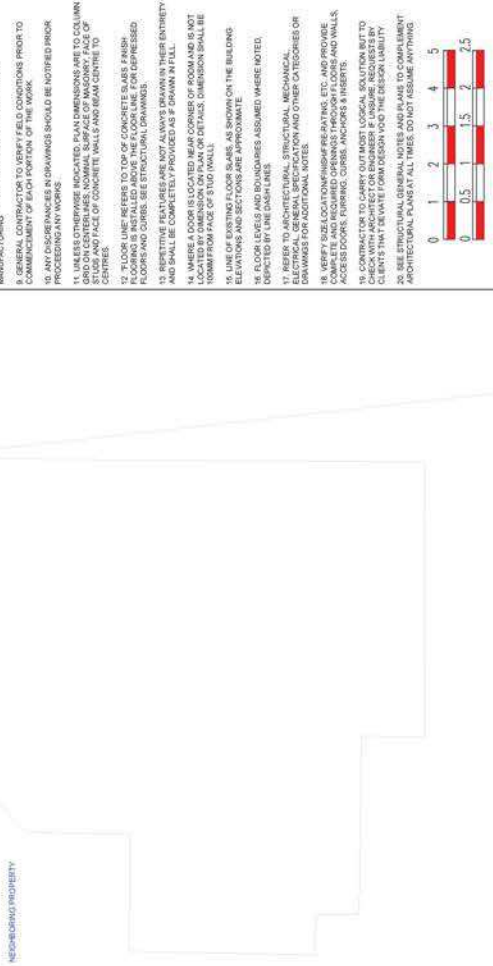 MANUFACTURING
9. GENERAL CONTRACTOR TO VERIFY FIELD CONDITIONS PRIOR TO
COMMENCEMENT OF EACH PORTION OF THE WORK
10. ANY DISCREPANCIES IN DRAWINGS SHOULD BE NOTIFIED PRIOR
PROCEEDING ANY WORKS
11. UNLESS OTHERWISE INDICATED, PLAN DIMENSIONS ARE TO COLUMN
GRID ON CENTERLINES, NOMINAL SURFACE OF MASONRY, FACE OF
STUDS AND FACE OF CONCRETE WALLS AND BEAM CENTRE TO
CENTRES.
12 "FLOOR LINE" REFERS TO TOP OF CONCRETE SLABS FINISH
FLOORING IS INSTALLED ABOVE THE FLOOR LINE. FOR DEPRESSED
FLOORS AND CURBS, SEE STRUCTURAL DRAWINGS.
13 REPETITIVE FEATURES ARE NOT ALWAYS DRAWN IN THEIR ENTIRETY
AND SHALL BE COMPLETELY PROVIDED AS IF DRAWN IN FULL.
14. WHERE A DOOR IS LOCATED NEAR CORNER OF ROOM AND IS NOT
LOCATED BY DIMENSION ON PLAN OR DETAILS, DIMENSION SHALL BE
100MM FROM FACE OF STUD (WALL).
15. LINE OF EXISTING FLOOR SLABS, AS SHOWN ON THE BUILDING
ELEVATIONS AND SECTIONS ARE APPROXIMATE.
16. FLOOR LEVELS AND BOUNDARIES ASSUMED WHERE NOTED,
DEPICTED BY LINE DASH LINES.
17. REFER TO ARCHITECTURAL, STRUCTURAL, MECHANICAL,
ELECTRICAL, GENERAL SPECIFICATION AND OTHER CATEGORIES OR
DRAWINGS FOR ADDITIONAL NOTES.
18. VERIFY SIZE/LOCATION/FINISH/FIRE-RATING, ETC. AND PROVIDE
COMPLETE AND REQUIRED OPENINGS THROUGH FLOORS AND WALLS,
ACCESS DOORS, FURRING, CURBS, ANCHORS & INSERTS.
19. CONTRACTOR TO CARRY OUT MOST LOGICAL SOLUTION BUT TO
CHECK WITH ARCHITECT OR ENGINEER IF UNSURE, REQUESTS BY
CLIENTS THAT DEVIATE FORM DESIGN VOID THE DESIGN LIABILITY
20. SEE STRUCTURAL GENERAL NOTES AND PLANS TO COMPLEMENT
ARCHITECTURAL PLANS AT ALL TIMES. DO NOT ASSUME ANYTHING.
0 1 2 3 4 5
0 0.5 1 1.5 2 2.5
NEIGHBORING PROPERTY